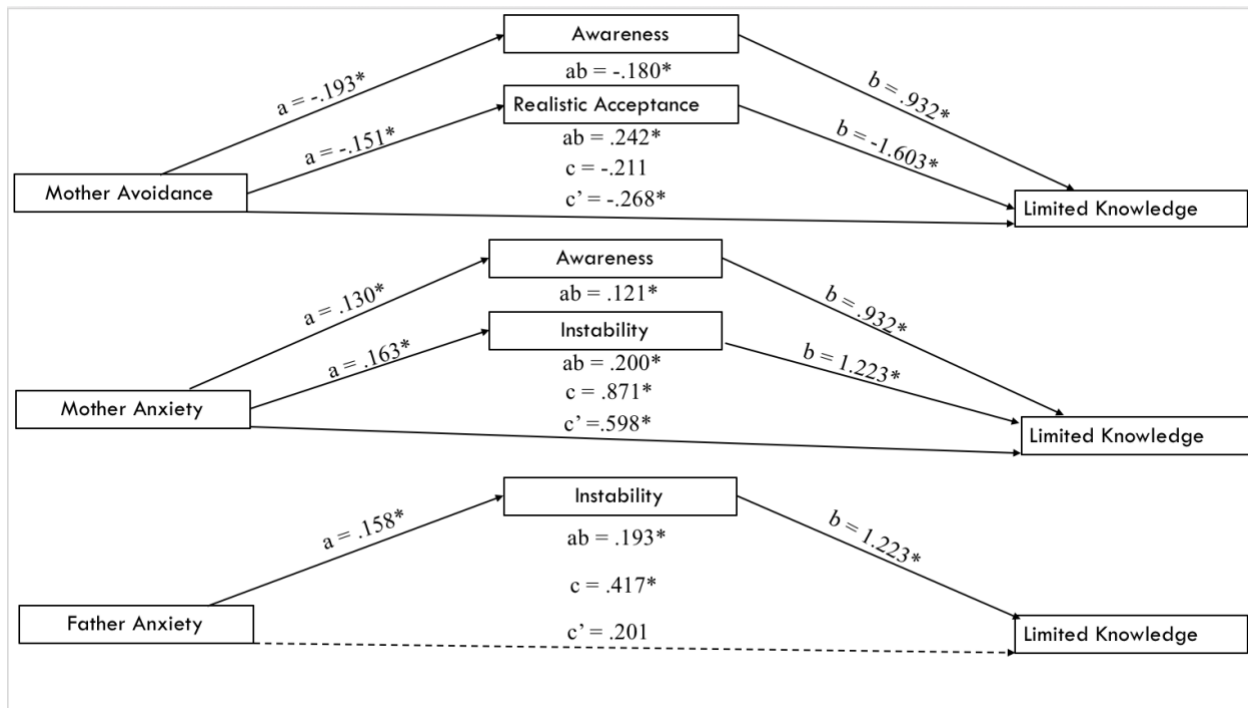 Awareness
a = -.193*
ab = -.180*
b = .932*
Realistic Acceptance
a = -.151*
ab = .242*
b = -1.603*
c = -.211
Mother Avoidance
c’ = -.268*
Limited Knowledge
Awareness
a = .130*
ab = .121*
b = .932*
Instability
a = .163*
ab = .200*
b = 1.223*
c = .871*
Mother Anxiety
c’ =.598*
Limited Knowledge
Instability
a = .158*
ab = .193*
b = 1.223*
c = .417*
Father Anxiety
c’ = .201
Limited Knowledge